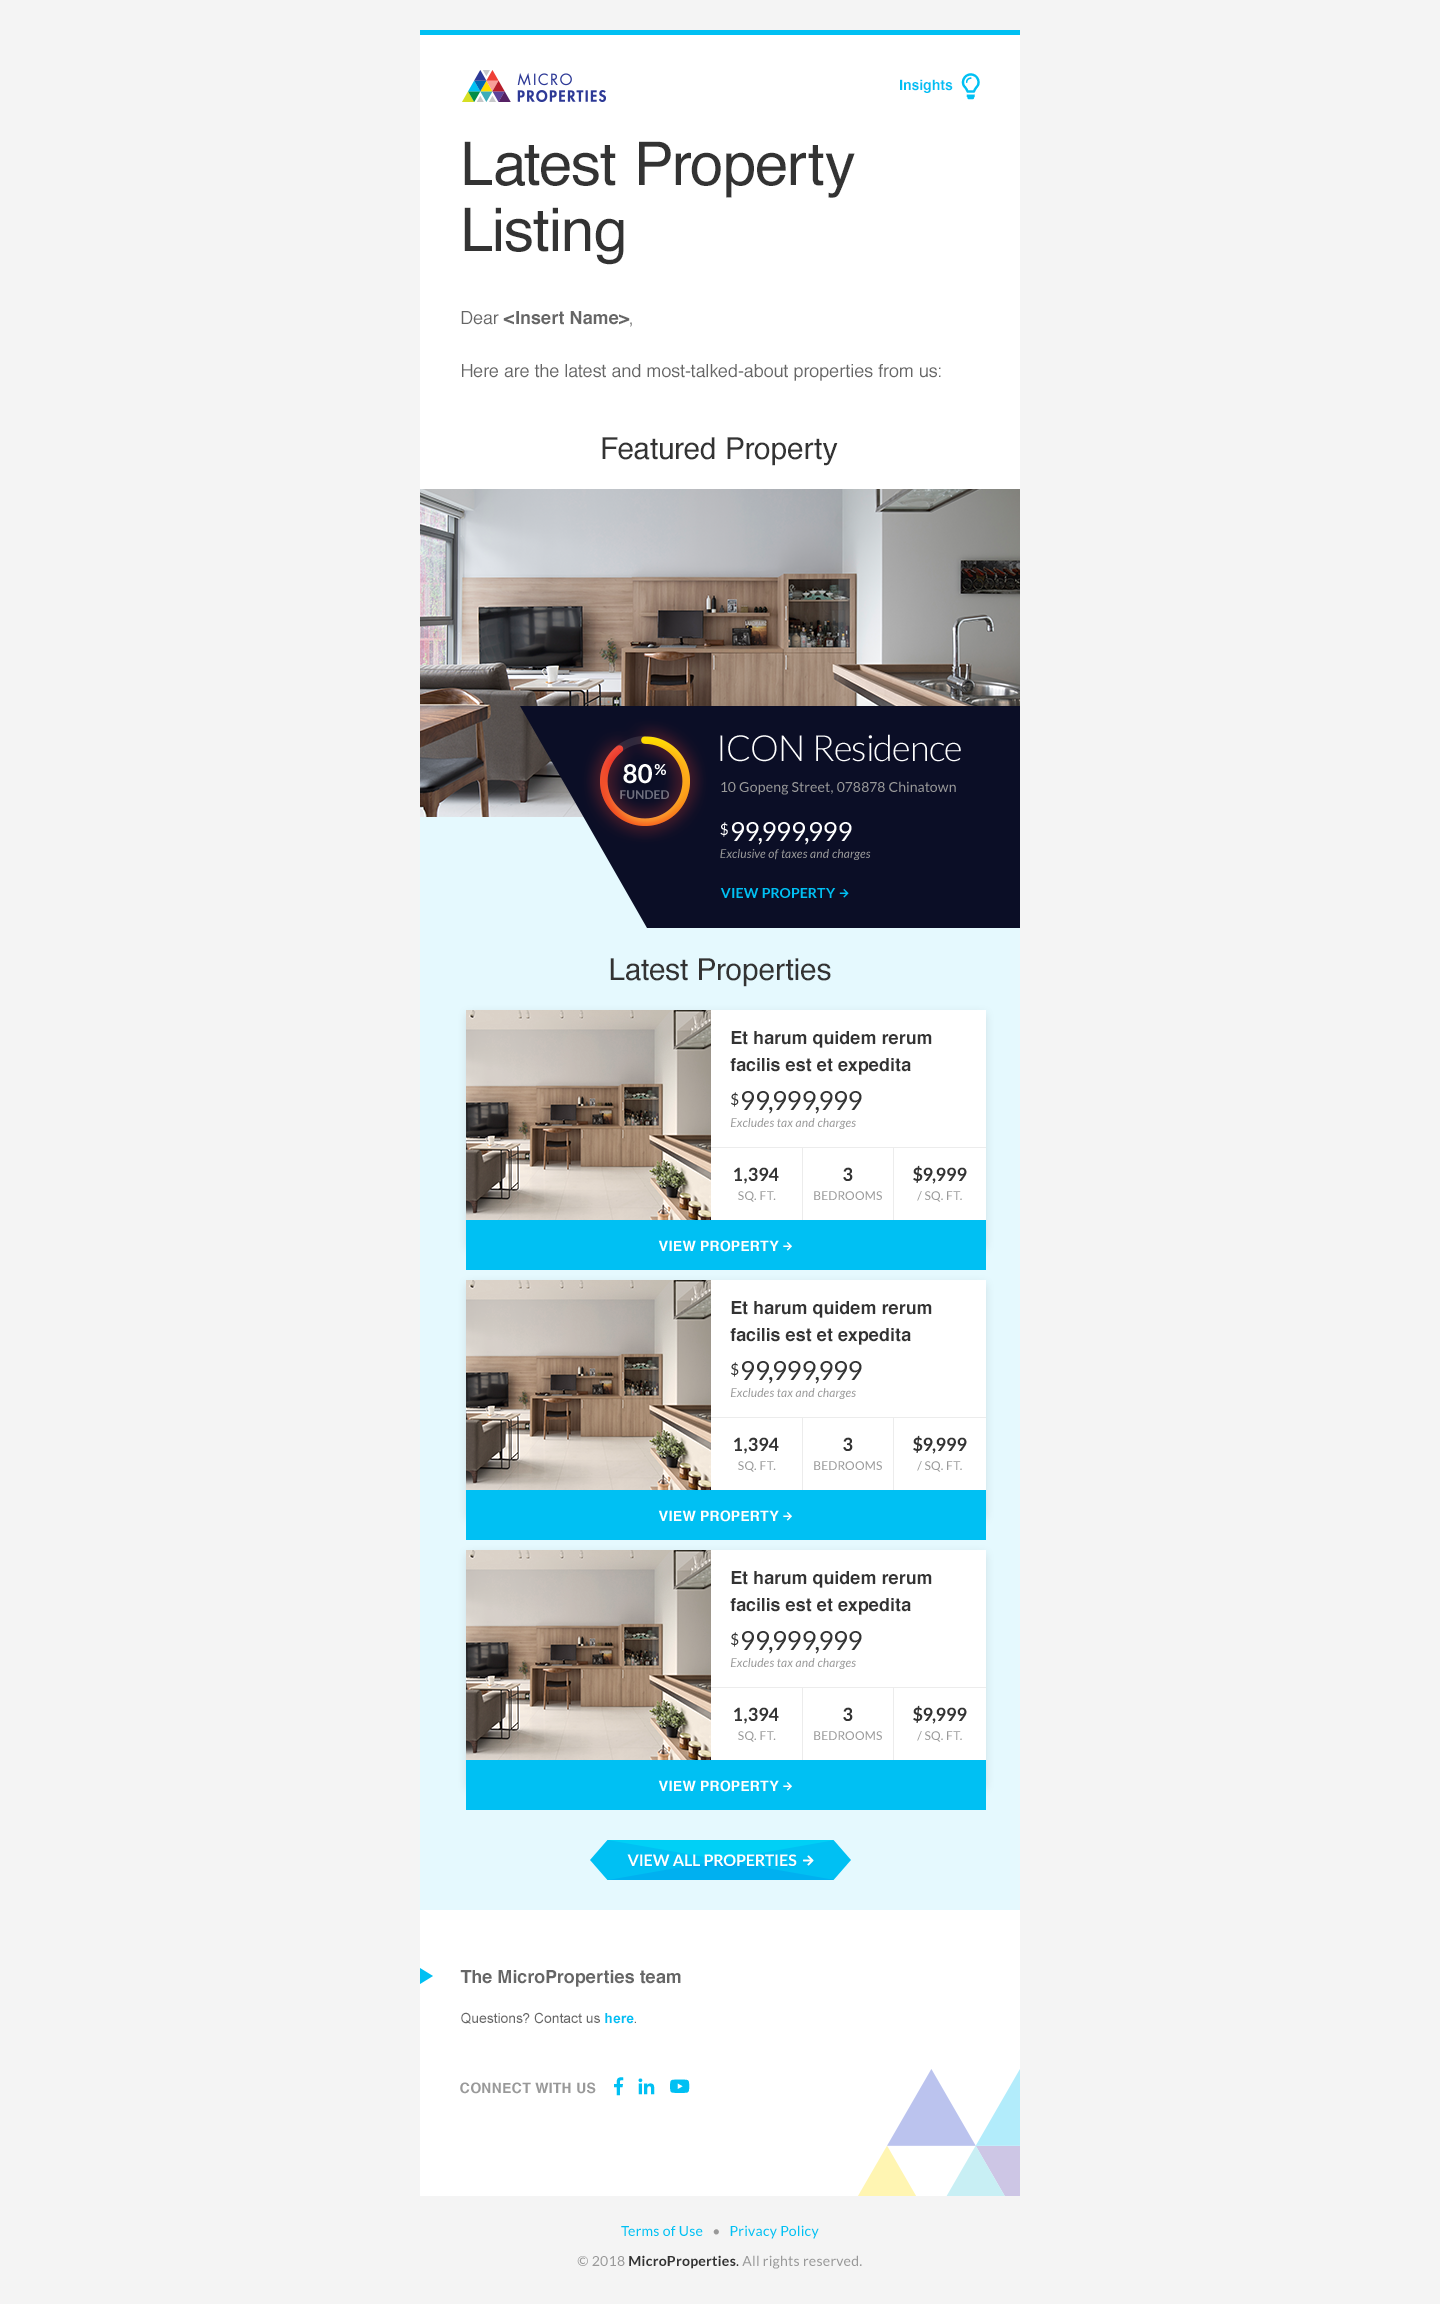 MICRO
PROPERTIES
Insights
Latest Property
Listing
Dear <Insert Name>,
Here are the latest and most-talked-about properties from us:
Featured Property
80%
FUNDED
ICON Residence
10 Gopeng Street, 078878 Chinatown
$99,999,999
Exclusive of taxes and charges
VIEW PROPERTY →
Latest Properties
Et harum quidem rerum
facilis est et expedita
$99,999,999
Excludes tax and charges
1,394 3 $9,999
SQ. FT. BEDROOMS / SQ. FT.
VIEW PROPERTY →
Et harum quidem rerum
facilis est et expedita
$99,999,999
Excludes tax and charges
1,394 3 $9,999
SQ. FT. BEDROOMS / SQ. FT.
VIEW PROPERTY →
Et harum quidem rerum
facilis est et expedita
$99,999,999
Excludes tax and charges
1,394 3 $9,999
SQ. FT. BEDROOMS / SQ. FT.
VIEW PROPERTY →
VIEW ALL PROPERTIES →
The MicroProperties team
Questions? Contact us here.
CONNECT WITH US
Terms of Use • Privacy Policy
© 2018 MicroProperties. All rights reserved.